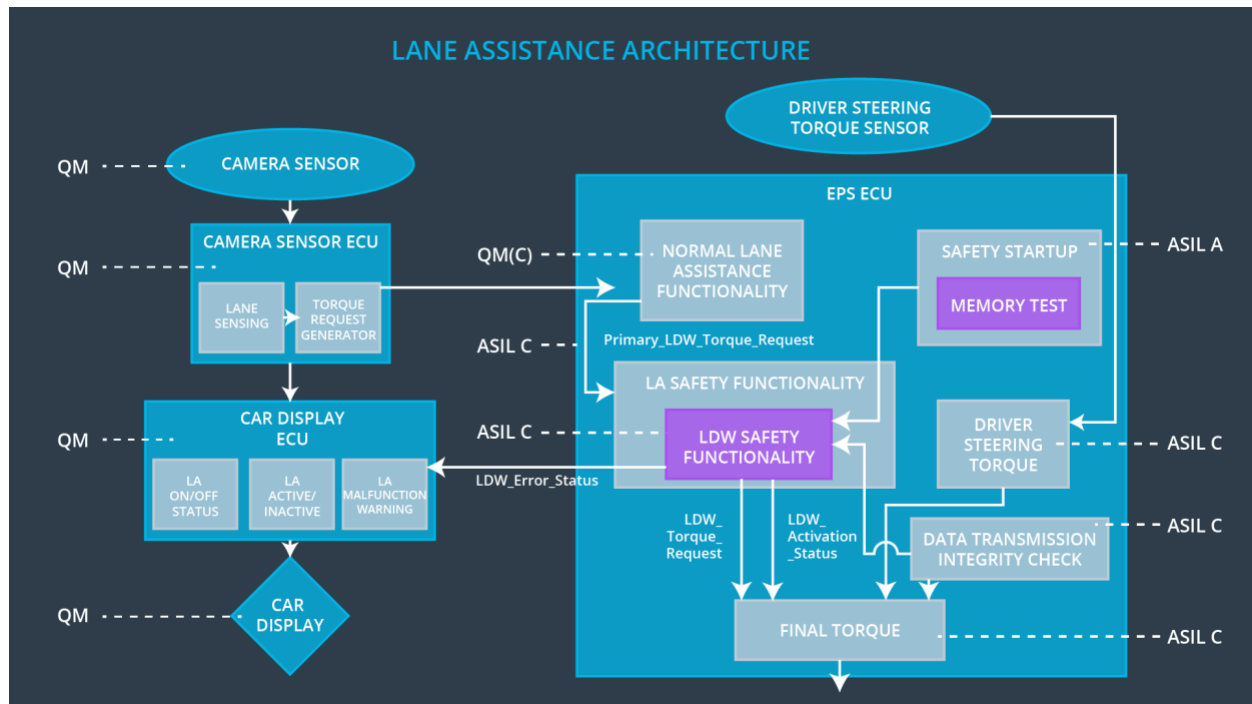 LANE ASSISTANCE ARCHITECTURE
QM
CAMERA SENSOR
QM
CAMERA SENSOR ECU
LANE
SENSING
TORQUE
REQUEST
GENERATOR
QM
CAR DISPLAY
ECU
LA
ON/OFF
STATUS
LA
ACTIVE/
INACTIVE
LA
MALFUNCTION
WARNING
QM
CAR
DISPLAY
DRIVER STEERING
TORQUE SENSOR
EPS ECU
QM(C)
NORMAL LANE
ASSISTANCE
FUNCTIONALITY
SAFETY STARTUP
MEMORY TEST
ASIL A
ASIL C
Primary_LDW_Torque_Request
LA SAFETY FUNCTIONALITY
ASIL C
LDW SAFETY
FUNCTIONALITY
LDW_Error_Status
DRIVER
STEERING
TORQUE
ASIL C
LDW_
Torque_
Request
LDW_
Activation
_Status
DATA TRANSMISSION
INTEGRITY CHECK
ASIL C
FINAL TORQUE
ASIL C